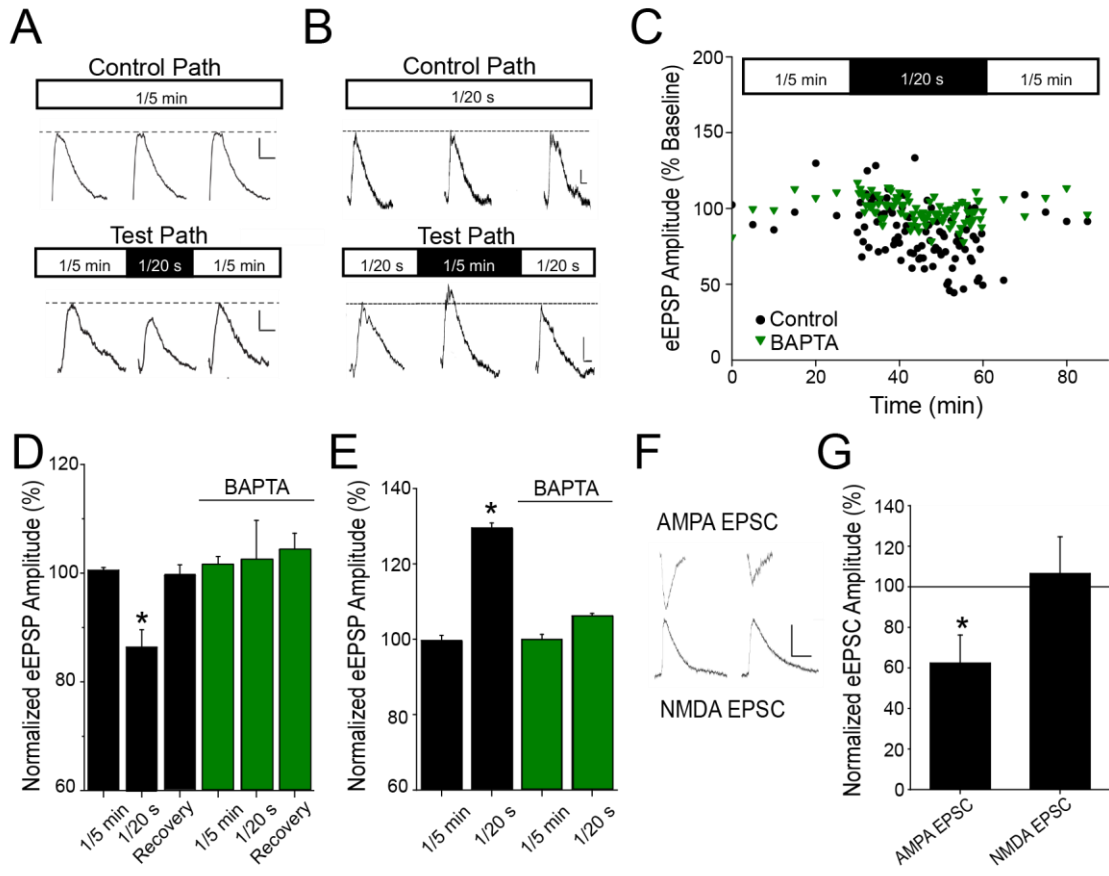 A
Control Path
1/5 min
Test Path
1/5 min 1/20 s 1/5 min
B
Control Path
1/20 s
Test Path
1/20 s 1/5 min 1/20 s
C
200
150
100
50
0
eEPSP Amplitude (% Baseline)
1/5 min 1/20 s 1/5 min
Control
BAPTA
0 20 40 60 80
Time (min)
D
120
100
80
60
Normalized eEPSP Amplitude (%)
BAPTA
*
1/5 min 1/20 s Recovery 1/5 min 1/20 s Recovery
E
140
120
100
80
60
Normalized eEPSP Amplitude (%)
BAPTA
*
1/5 min 1/20 s 1/5 min 1/20 s
F
AMPA EPSC
NMDA EPSC
G
140
120
100
80
60
40
20
0
Normalized eEPSC Amplitude (%)
*
AMPA EPSC NMDA EPSC